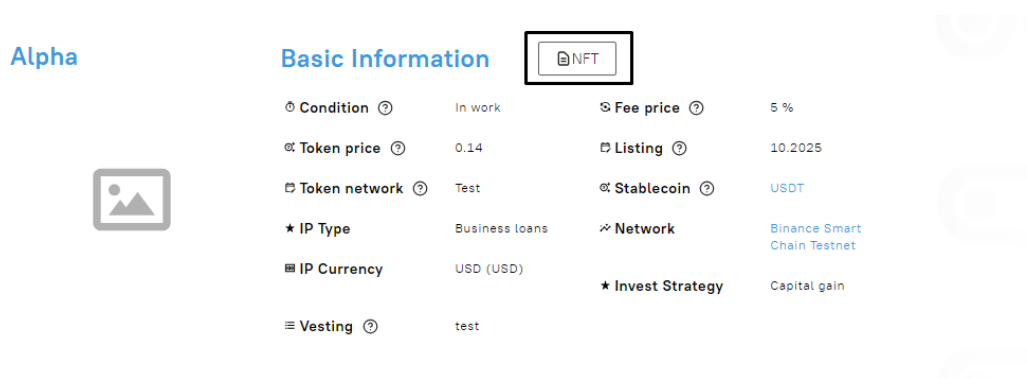 Alpha
Basic Information
NFT
Condition ? In work
Fee price ? 5 %
Token price ? 0.14
Listing ? 10.2025
Token network ? Test
Stablecoin ? USDT
IP Type Business loans
Network Binance Smart
Chain Testnet
IP Currency USD (USD)
Invest Strategy Capital gain
Vesting ? test